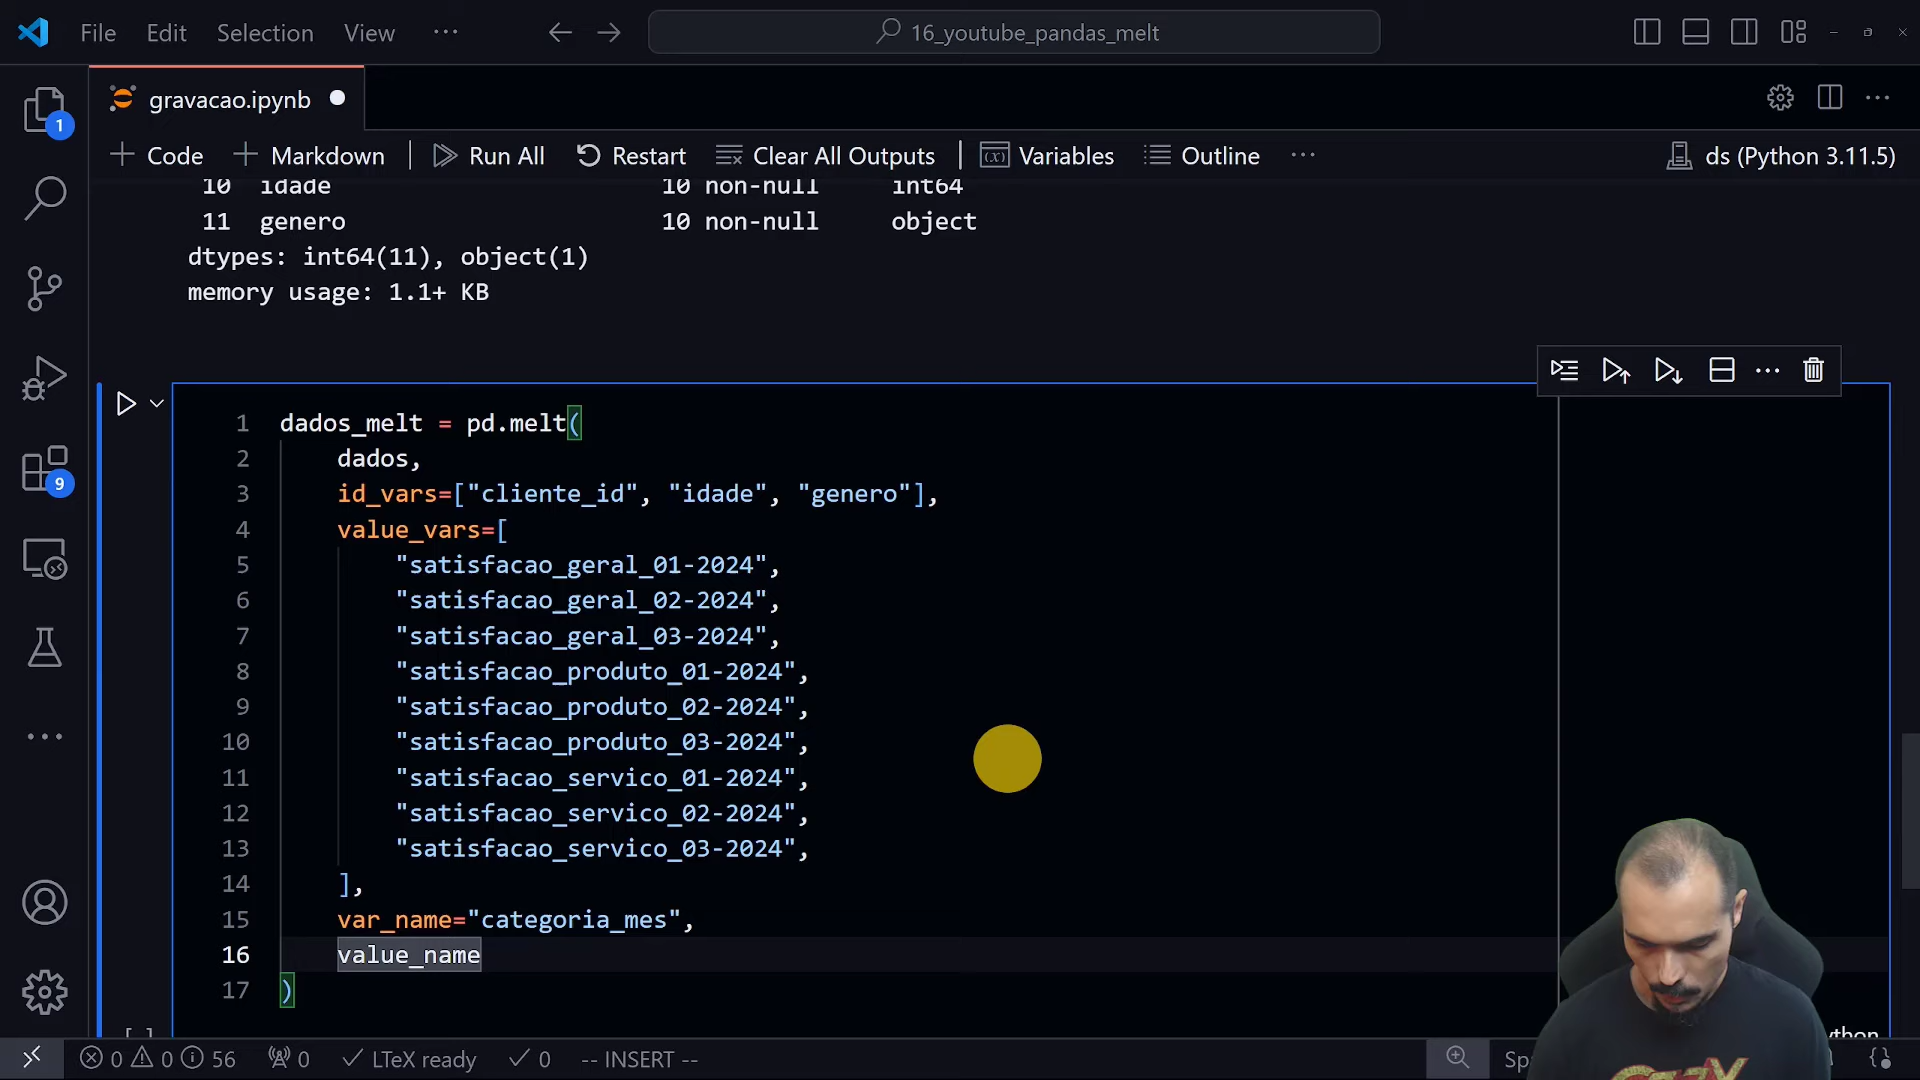 File Edit Selection View ··· 16_youtube_pandas_melt
gravacao.ipynb
1
+ Code + Markdown | Run All Restart Clear All Outputs | Variables Outline ··· ds (Python 3.11.5)
10 idade 10 non-null int64
11 genero 10 non-null object
dtypes: int64(11), object(1)
memory usage: 1.1+ KB
1 dados_melt = pd.melt(
2 dados,
3 id_vars=["cliente_id", "idade", "genero"],
9
4 value_vars=[
5 "satisfacao_geral_01-2024",
6 "satisfacao_geral_02-2024",
7 "satisfacao_geral_03-2024",
8 "satisfacao_produto_01-2024",
9 "satisfacao_produto_02-2024",
10 "satisfacao_produto_03-2024",
11 "satisfacao_servico_01-2024",
12 "satisfacao_servico_02-2024",
13 "satisfacao_servico_03-2024",
14 ],
15 var_name="categoria_mes",
16 value_name
17 )
0 0 56 0 LTeX ready 0 -- INSERT --